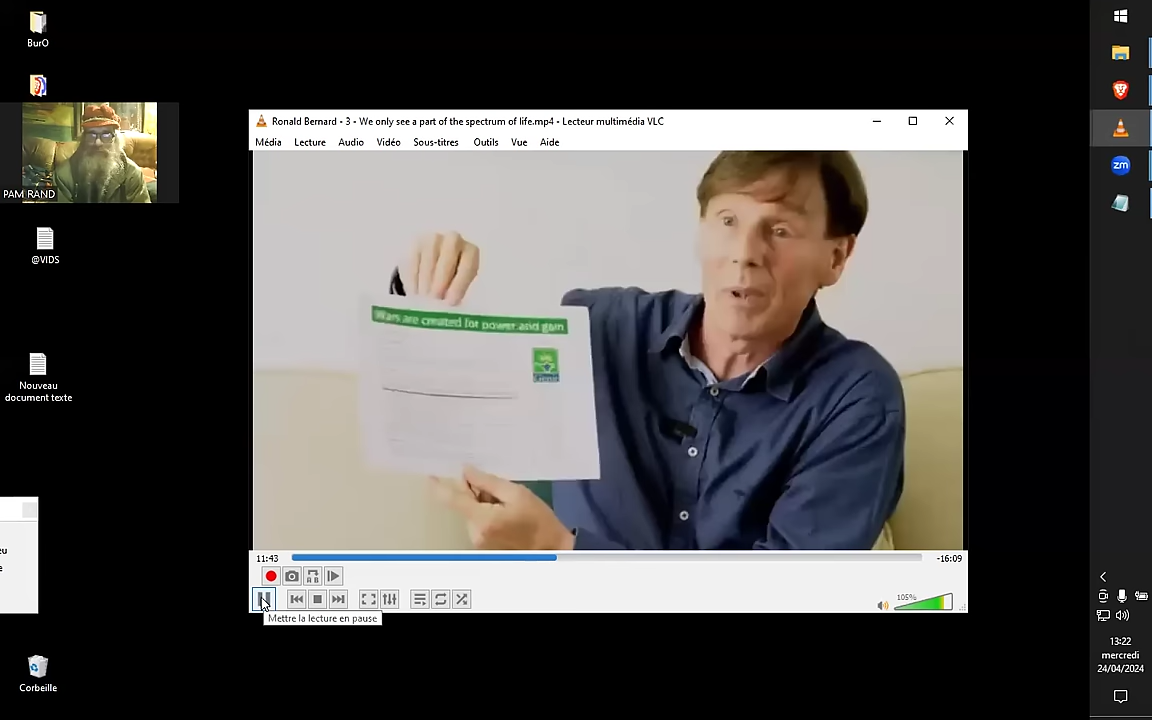 BurO
PAM RAND
@VIDS
Nouveau
document texte
eu
e
Corbeille
Ronald Bernard - 3 - We only see a part of the spectrum of life.mp4 - Lecteur multimédia VLC
Média Lecture Audio Vidéo Sous-titres Outils Vue Aide
Wars are created for power and gain
11:43
-16:09
105%
Mettre la lecture en pause
zm
13:22
mercredi
24/04/2024